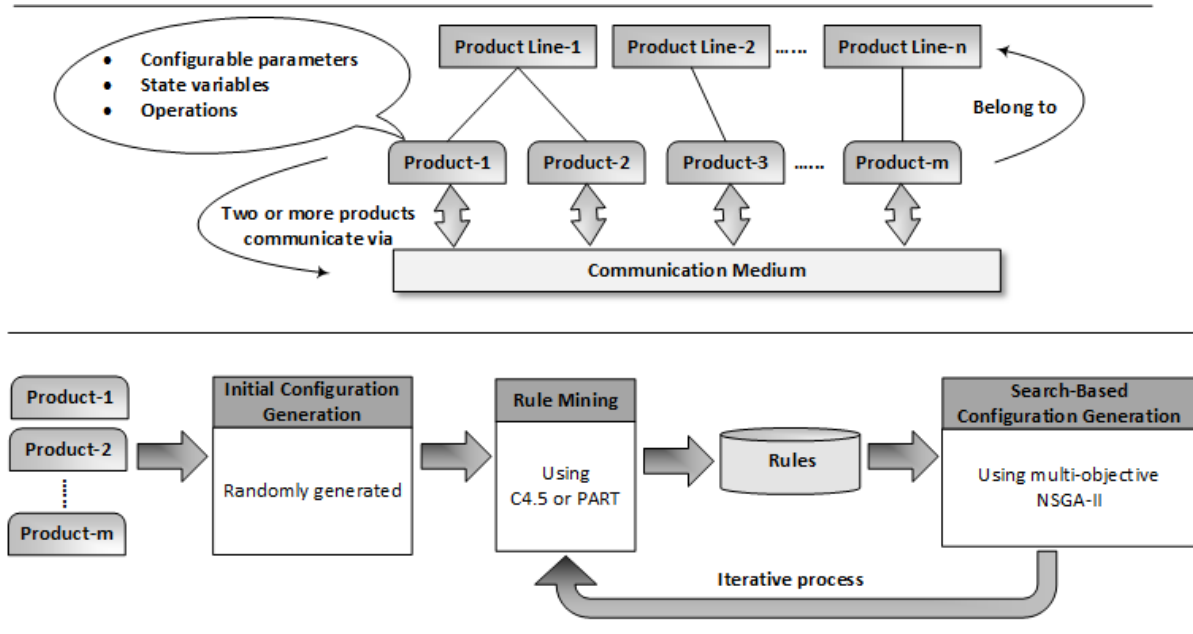 Product Line-1
Product Line-2
......
Product Line-n
• Configurable parameters
• State variables
• Operations
Belong to
Product-1
Product-2
Product-3
......
Product-m
Two or more products
communicate via
Communication Medium
Product-1
Product-2
Product-m
Initial Configuration
Generation
Randomly generated
Rule Mining
Using
C4.5 or PART
Rules
Search-Based
Configuration Generation
Using multi-objective
NSGA-II
Iterative process